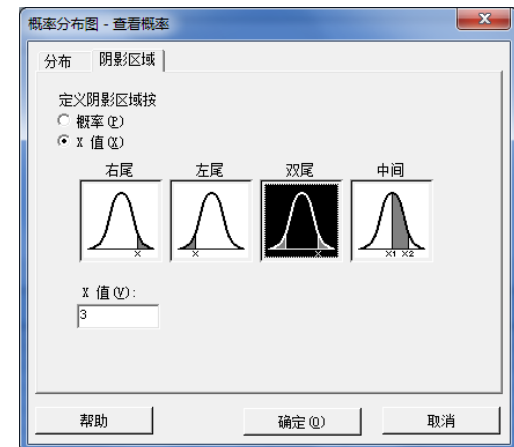 概率分布图 - 查看概率
分布 阴影区域
定义阴影区域按
概率(P)
X 值(X)
右尾 左尾 双尾 中间
X X X X1 X2
X 值(V):
3
帮助 确定(O) 取消